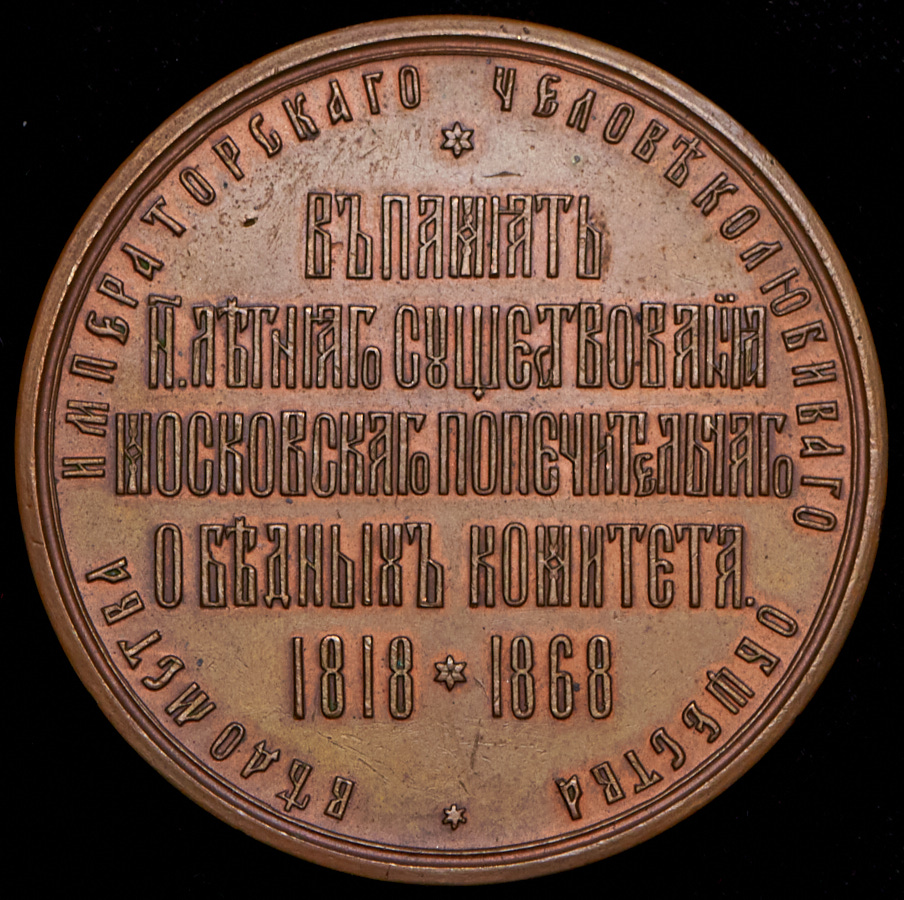 ВѢДОМСТВА ИМПЕРАТОРСКАГО ЧЕЛОВѢКОЛЮБИВАГО ОБЩЕСТВА
ВЪ ПАМЯТЬ
Н҃. ЛѢТНЯГО СУЩЕСТВОВАНІЯ
МОСКОВСКАГО ПОПЕЧИТЕЛЬНАГО
О БѢДНЫХЪ КОМИТЕТА.
1818 1868